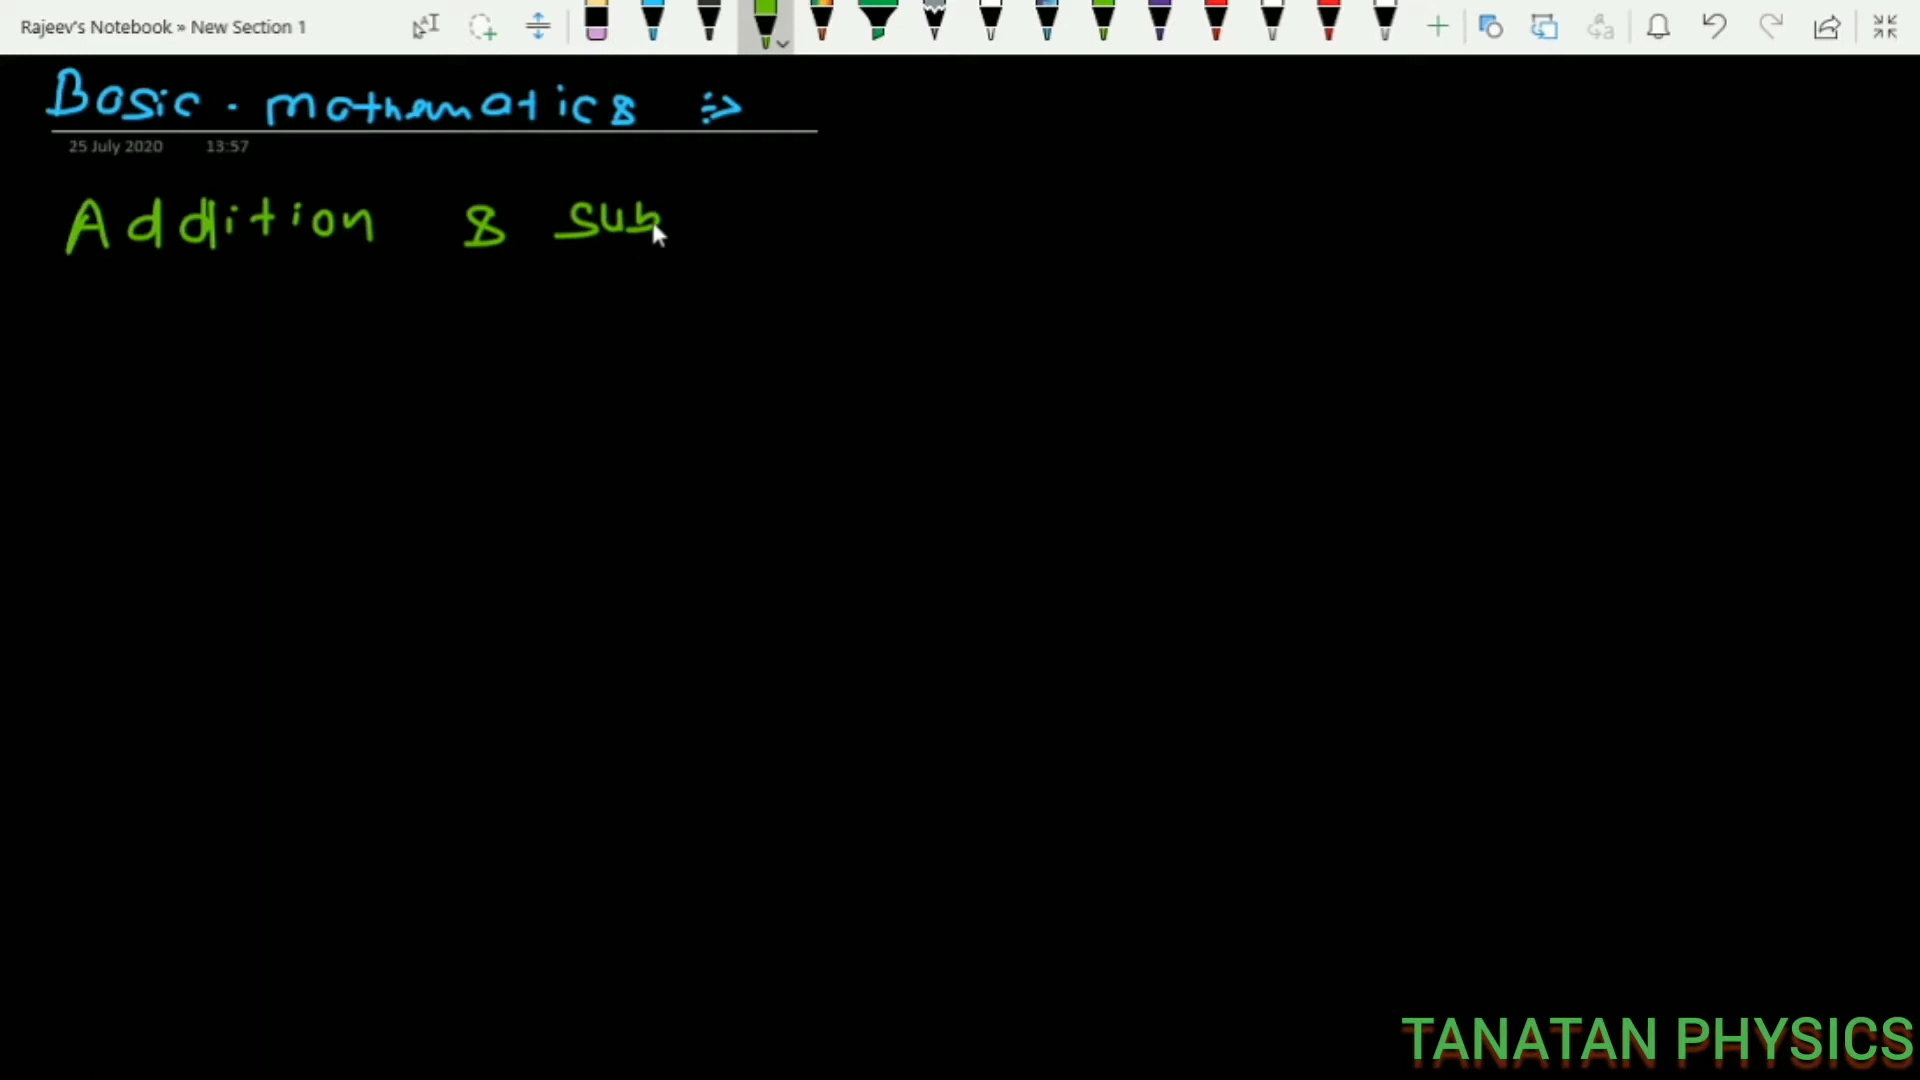 Rajeev's Notebook » New Section 1
Basic . mathematics ⇒
25 July 2020 13:57
Addition & sub
TANATAN PHYSICS